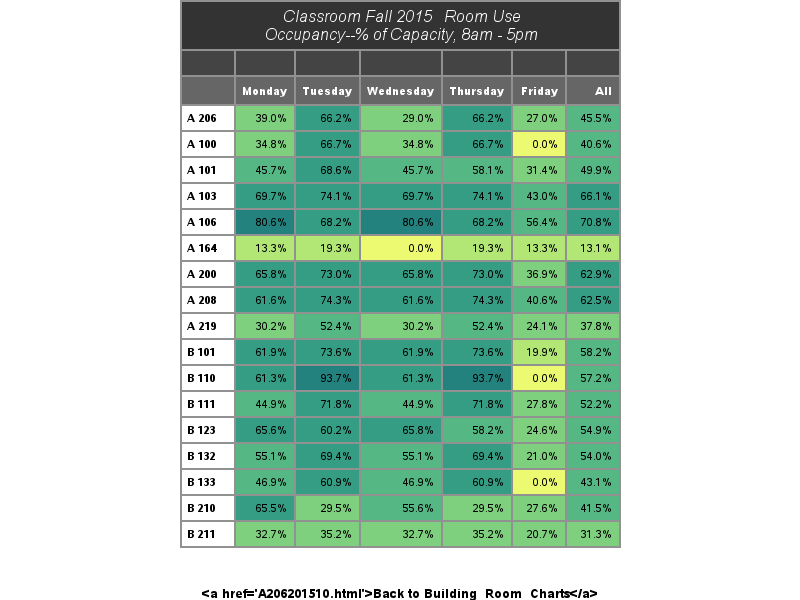 Classroom Fall 2015 Room Use
Occupancy--% of Capacity, 8am - 5pm
Monday Tuesday Wednesday Thursday Friday All
A 206 39.0% 66.2% 29.0% 66.2% 27.0% 45.5%
A 100 34.8% 66.7% 34.8% 66.7% 0.0% 40.6%
A 101 45.7% 68.6% 45.7% 58.1% 31.4% 49.9%
A 103 69.7% 74.1% 69.7% 74.1% 43.0% 66.1%
A 106 80.6% 68.2% 80.6% 68.2% 56.4% 70.8%
A 164 13.3% 19.3% 0.0% 19.3% 13.3% 13.1%
A 200 65.8% 73.0% 65.8% 73.0% 36.9% 62.9%
A 208 61.6% 74.3% 61.6% 74.3% 40.6% 62.5%
A 219 30.2% 52.4% 30.2% 52.4% 24.1% 37.8%
B 101 61.9% 73.6% 61.9% 73.6% 19.9% 58.2%
B 110 61.3% 93.7% 61.3% 93.7% 0.0% 57.2%
B 111 44.9% 71.8% 44.9% 71.8% 27.8% 52.2%
B 123 65.6% 60.2% 65.8% 58.2% 24.6% 54.9%
B 132 55.1% 69.4% 55.1% 69.4% 21.0% 54.0%
B 133 46.9% 60.9% 46.9% 60.9% 0.0% 43.1%
B 210 65.5% 29.5% 55.6% 29.5% 27.6% 41.5%
B 211 32.7% 35.2% 32.7% 35.2% 20.7% 31.3%
<a href='A206201510.html'>Back to Building Room Charts</a>